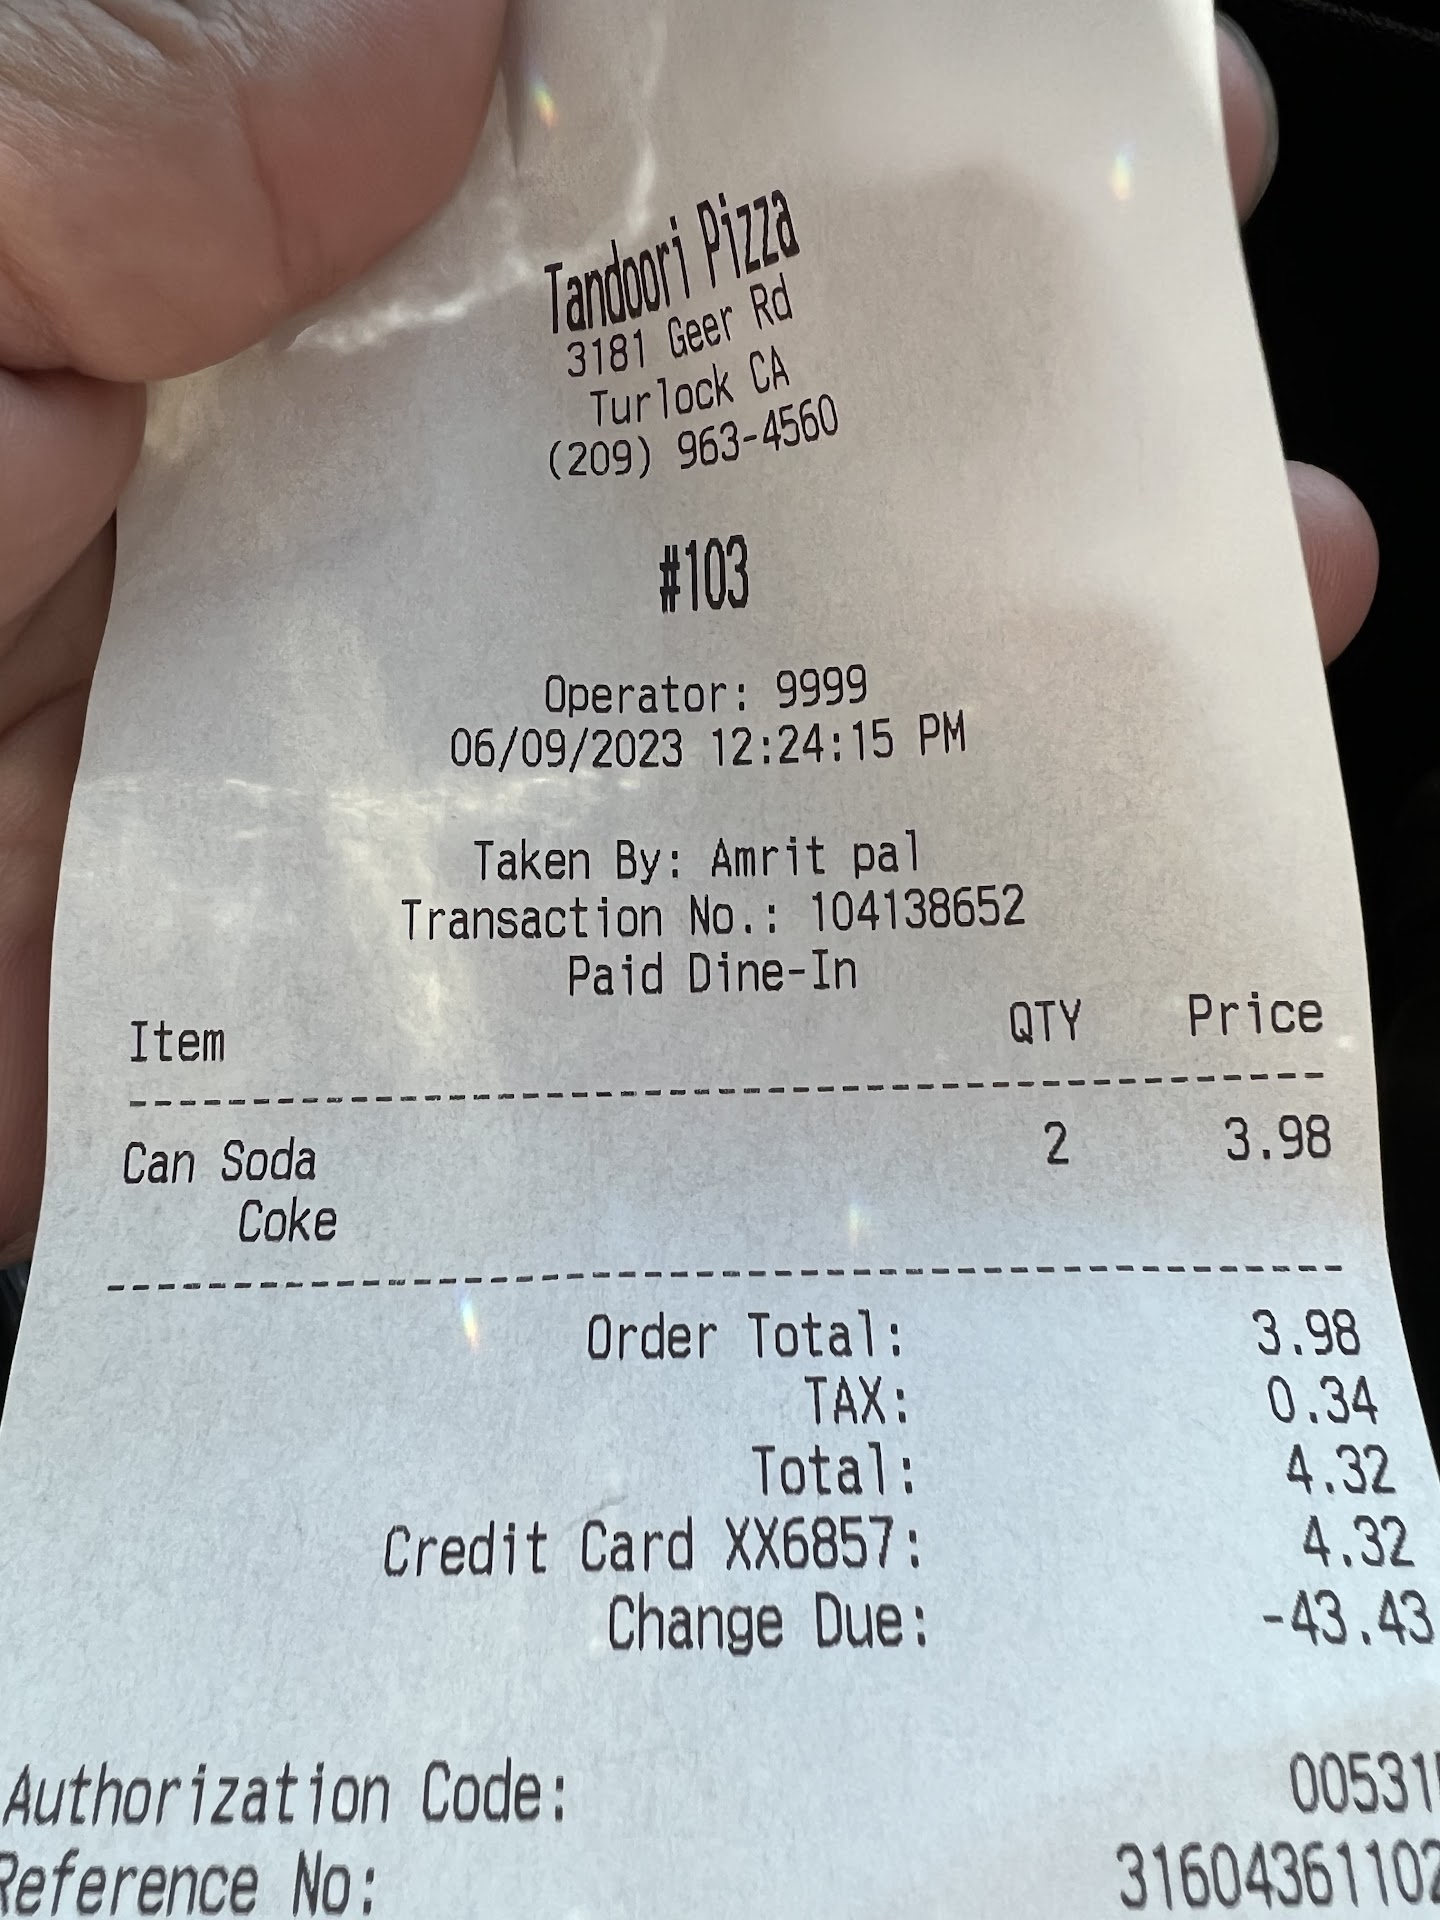 Tandoori Pizza
3181 Geer Rd
Turlock CA
(209) 963-4560
#103
Operator: 9999
06/09/2023 12:24:15 PM
Taken By: Amrit pal
Transaction No.: 104138652
Paid Dine-In
Item QTY Price
Can Soda 2 3.98
Coke
Order Total: 3.98
TAX: 0.34
Total: 4.32
Credit Card XX6857: 4.32
Change Due: -43.43
Authorization Code:
Reference No: